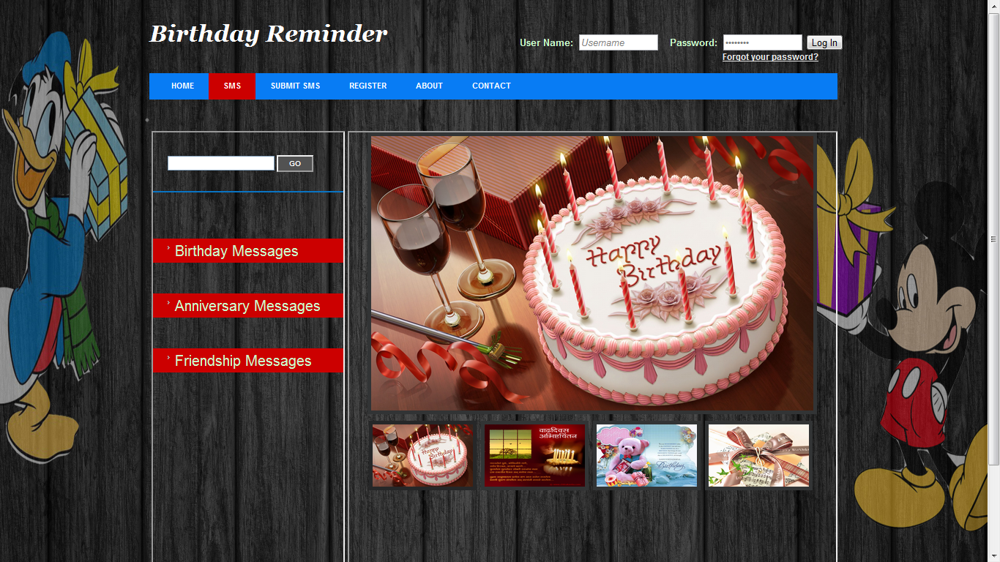 Birthday Reminder
User Name: Username Password: •••••••• Log In
Forgot your password?
HOME SMS SUBMIT SMS REGISTER ABOUT CONTACT
GO
Birthday Messages
Anniversary Messages
Friendship Messages
Happy
Birthday
Happy
Birthday
वाढदिवस
अभिष्टचिंतन
Birthday